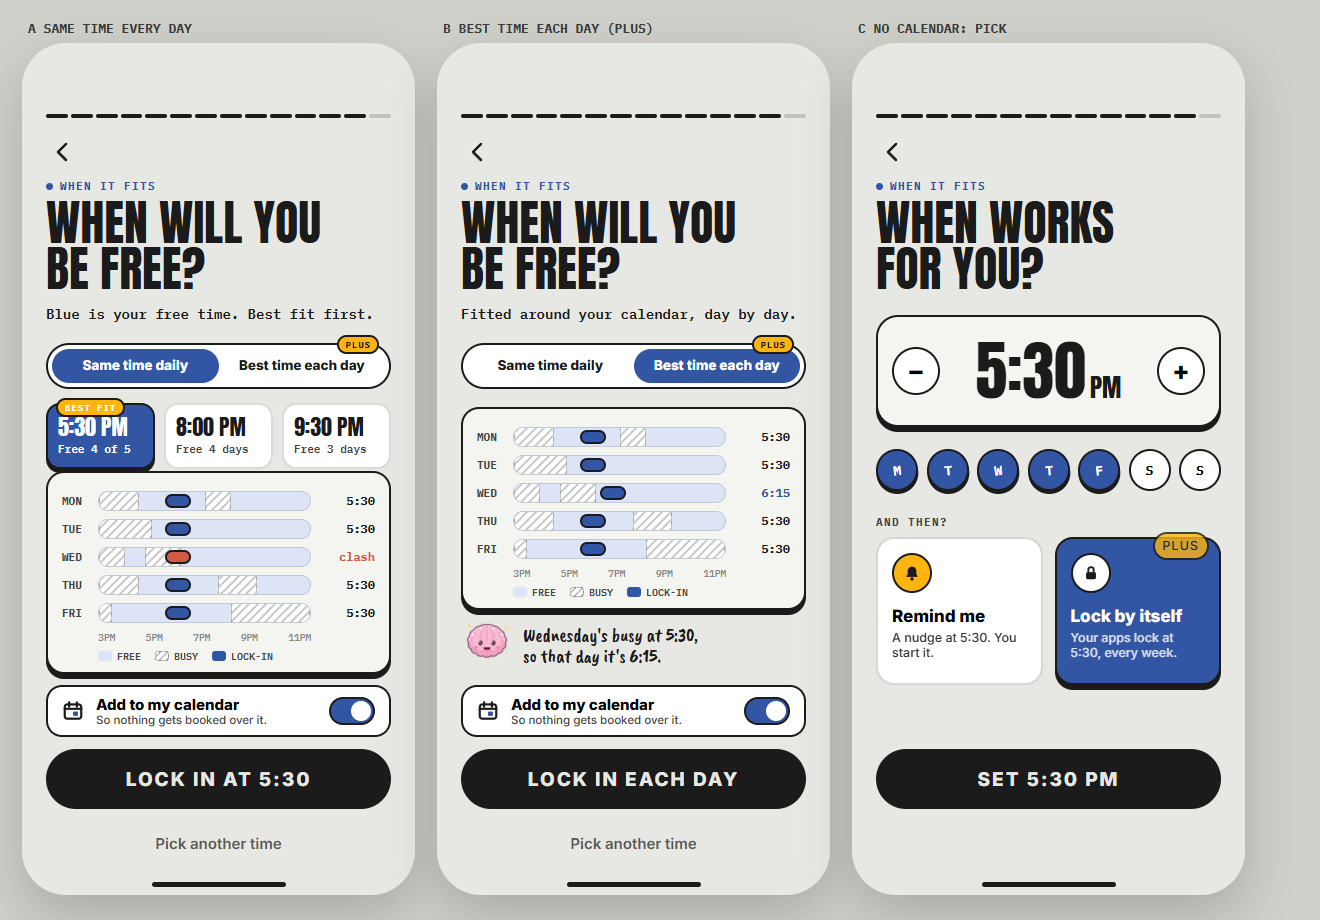 A SAME TIME EVERY DAY
WHEN IT FITS
WHEN WILL YOU
BE FREE?
Blue is your free time. Best fit first.
PLUS
Same time daily
Best time each day
BEST FIT
5:30 PM
Free 4 of 5
8:00 PM
Free 4 days
9:30 PM
Free 3 days
MON 5:30
TUE 5:30
WED clash
THU 5:30
FRI 5:30
3PM 5PM 7PM 9PM 11PM
FREE BUSY LOCK-IN
Add to my calendar
So nothing gets booked over it.
LOCK IN AT 5:30
Pick another time
B BEST TIME EACH DAY (PLUS)
WHEN IT FITS
WHEN WILL YOU
BE FREE?
Fitted around your calendar, day by day.
PLUS
Same time daily
Best time each day
MON 5:30
TUE 5:30
WED 6:15
THU 5:30
FRI 5:30
3PM 5PM 7PM 9PM 11PM
FREE BUSY LOCK-IN
Wednesday's busy at 5:30,
so that day it's 6:15.
Add to my calendar
So nothing gets booked over it.
LOCK IN EACH DAY
Pick another time
C NO CALENDAR: PICK
WHEN IT FITS
WHEN WORKS
FOR YOU?
− 5:30 PM +
M T W T F S S
AND THEN?
Remind me
A nudge at 5:30. You
start it.
PLUS
Lock by itself
Your apps lock at
5:30, every week.
SET 5:30 PM